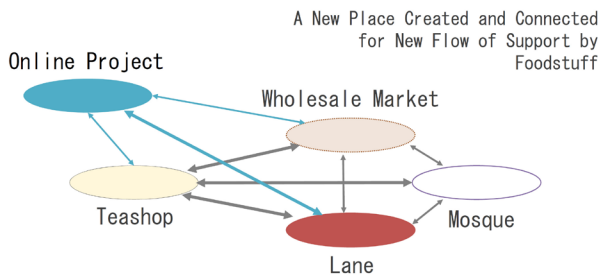 A New Place Created and Connected
for New Flow of Support by
Foodstuff
Online Project
Wholesale Market
Teashop
Mosque
Lane